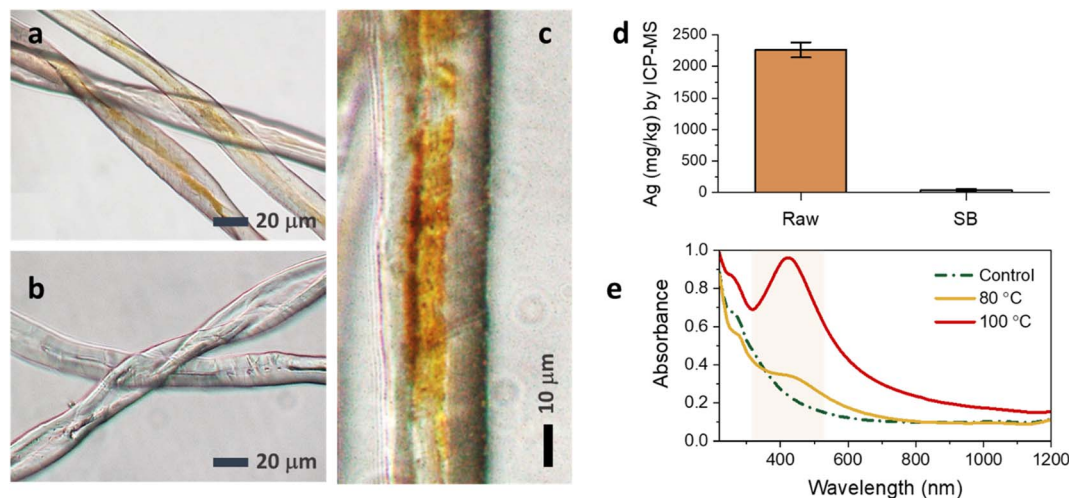 a
20 μm
b
20 μm
c
10 μm
d
Ag (mg/kg) by ICP-MS
2500
2000
1500
1000
500
0
Raw
SB
e
Absorbance
1.0
0.8
0.6
0.4
0.2
0.0
Control
80 °C
100 °C
400
600
800
1000
1200
Wavelength (nm)